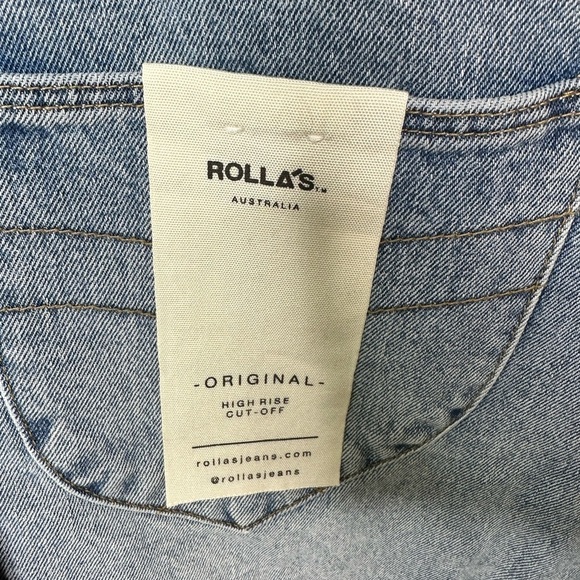 ROLLA'S™
AUSTRALIA
-ORIGINAL-
HIGH RISE
CUT-OFF
rollasjeans.com
@rollasjeans